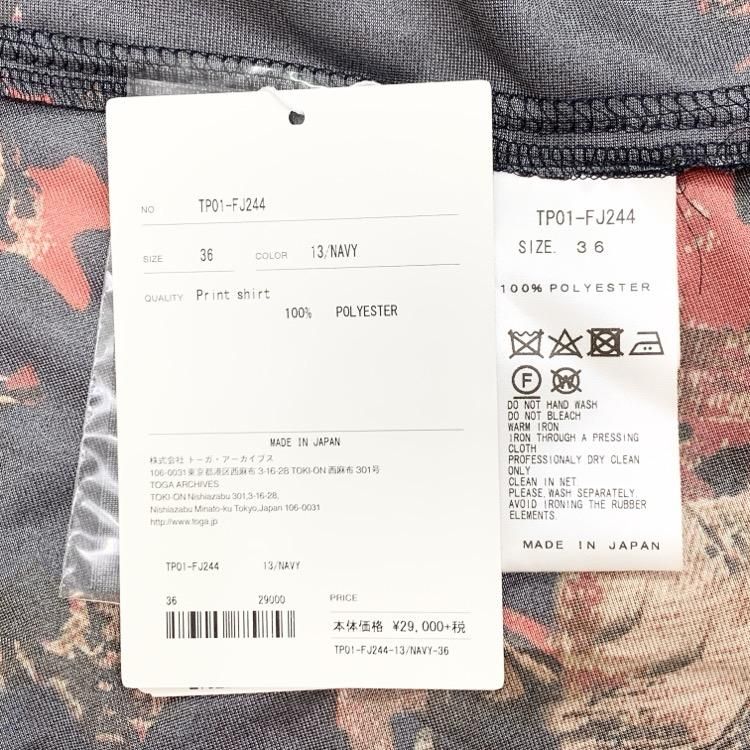 NO TP01-FJ244
SIZE 36 COLOR 13/NAVY
QUALITY Print shirt
100% POLYESTER
MADE IN JAPAN
株式会社 トーガ・アーカイブス
106-0031東京都港区西麻布 3-16-28 TOKI-ON 西麻布 301号
TOGA ARCHIVES
TOKI-ON Nishiazabu 301,3-16-28,
Nishiazabu Minato-ku Tokyo,Japan 106-0031
http://www.toga.jp
TP01-FJ244 13/NAVY
36 29000
PRICE
本体価格 ¥29,000+税
TP01-FJ244-13/NAVY-36
TP01-FJ244
SIZE. 36
100% POLYESTER
F W
DO NOT HAND WASH
DO NOT BLEACH
WARM IRON
IRON THROUGH A PRESSING
CLOTH
PROFESSIONALY DRY CLEAN
ONLY
CLEAN IN NET
PLEASE WASH SEPARATELY.
AVOID IRONING THE RUBBER
ELEMENTS.
MADE IN JAPAN